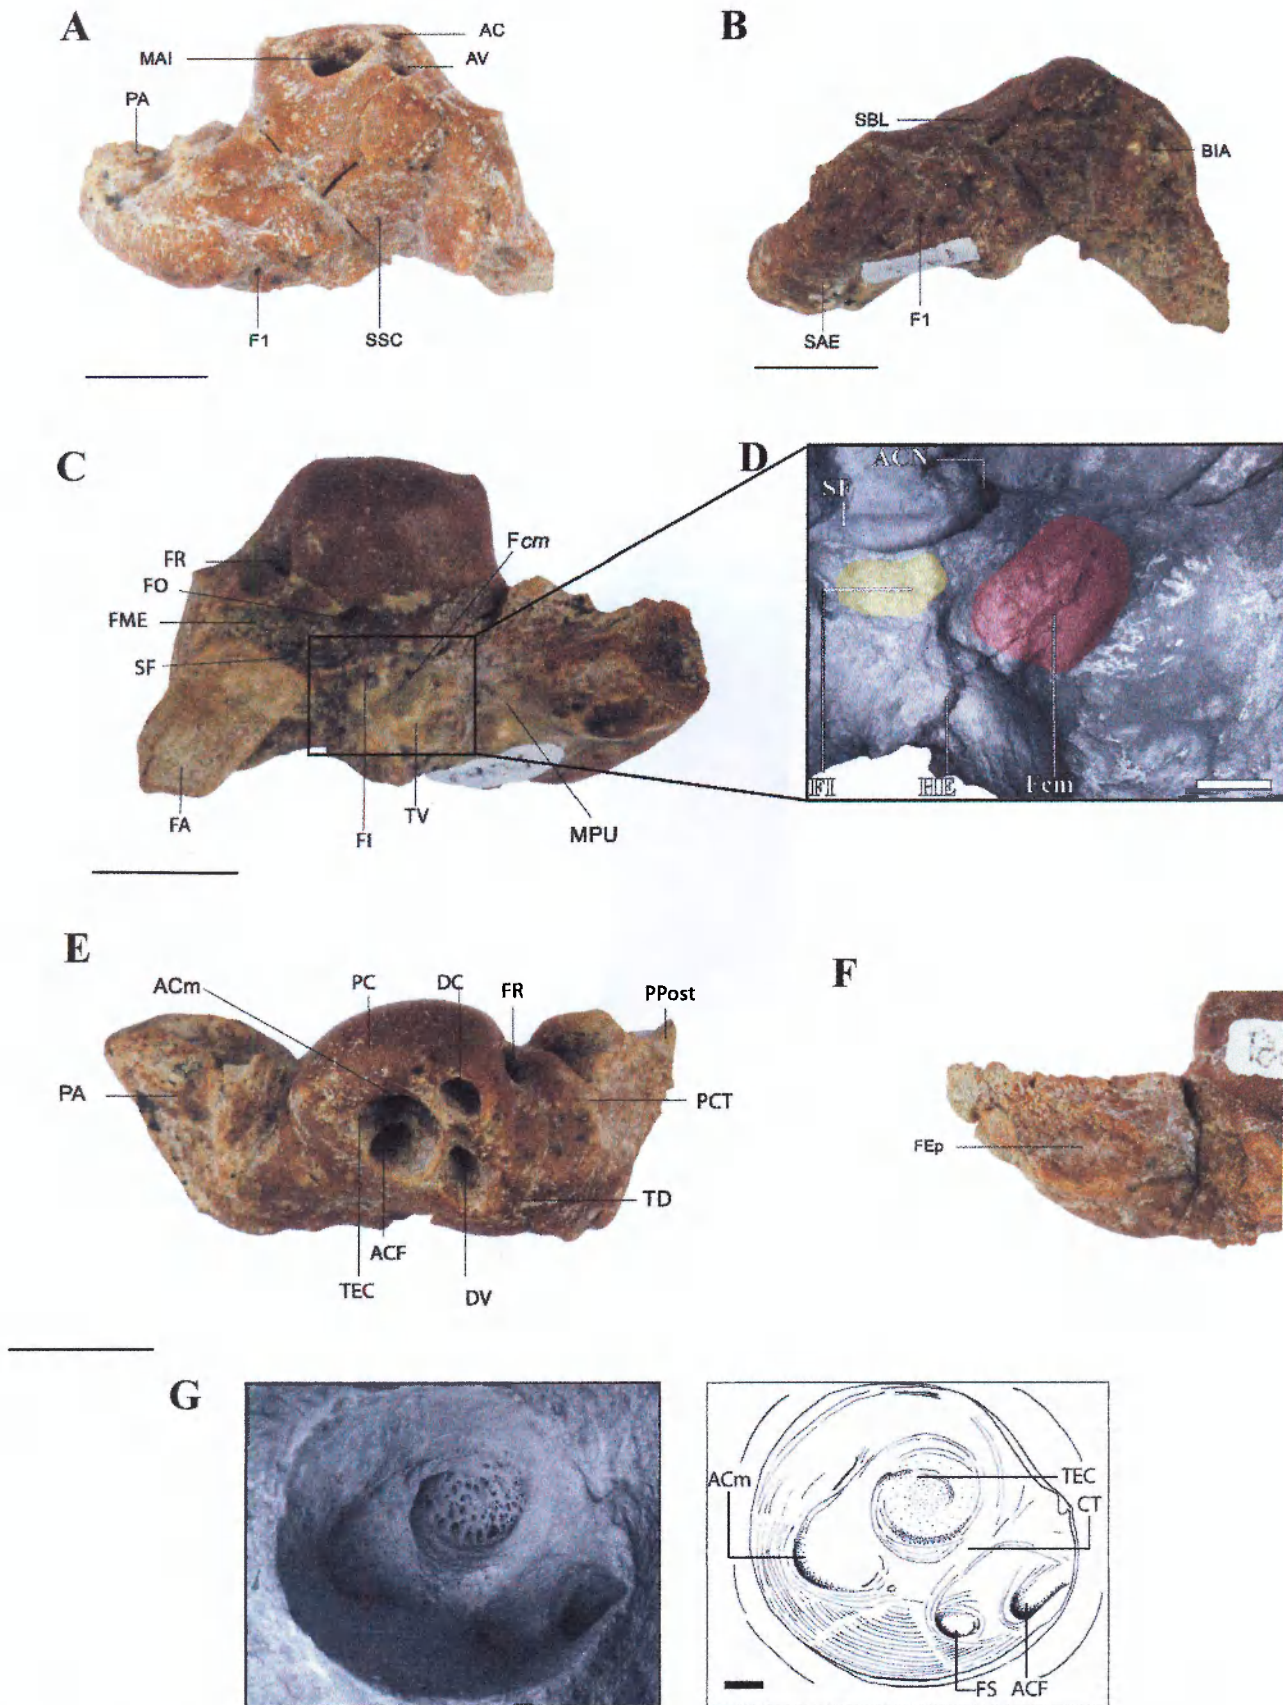 A
AC
MAI
AV
PA
F1
SSC
B
SBL
BIA
F1
SAE
C
Fcm
FR
FO
FME
SF
FA
FI
TV
MPU
D
ACN
SF
FI
HE
Fcm
E
ACm
PC
DC
FR
PPost
PA
PCT
TD
ACF
TEC
DV
F
FEp
G
ACm
TEC
CT
FS
ACF